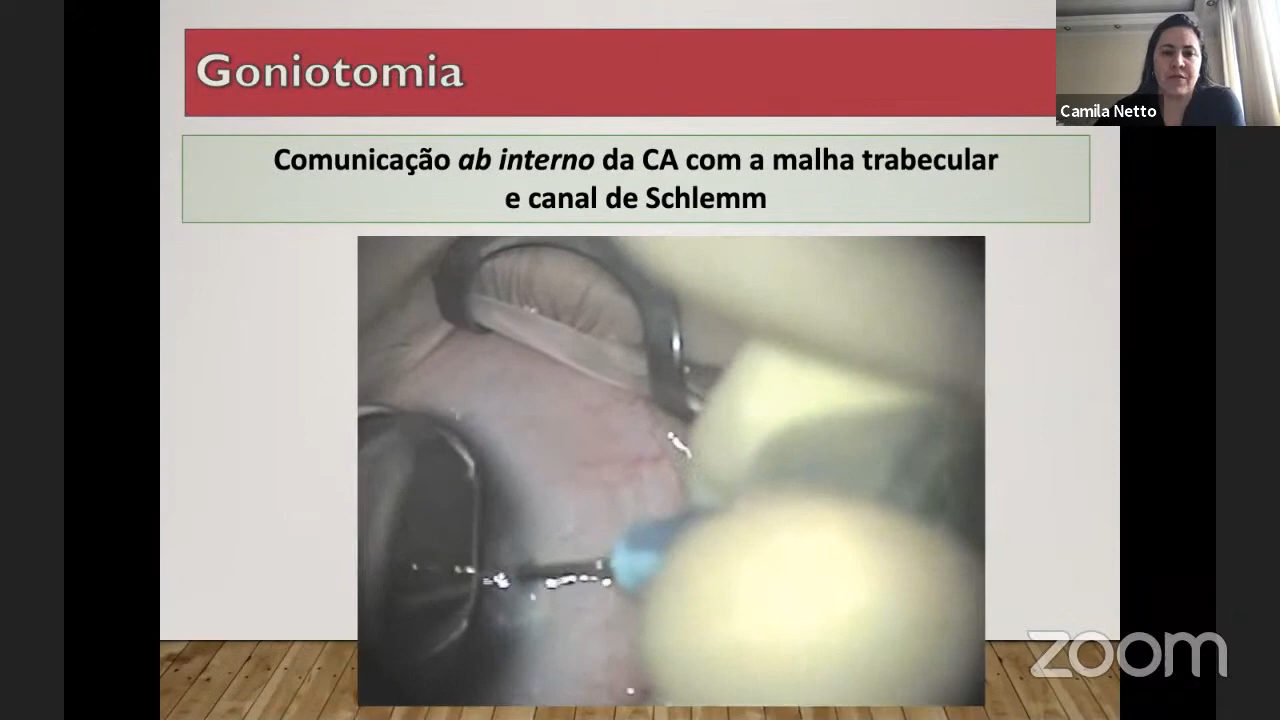 Goniotomia
Camila Netto
Comunicação ab interno da CA com a malha trabecular
e canal de Schlemm
zoom